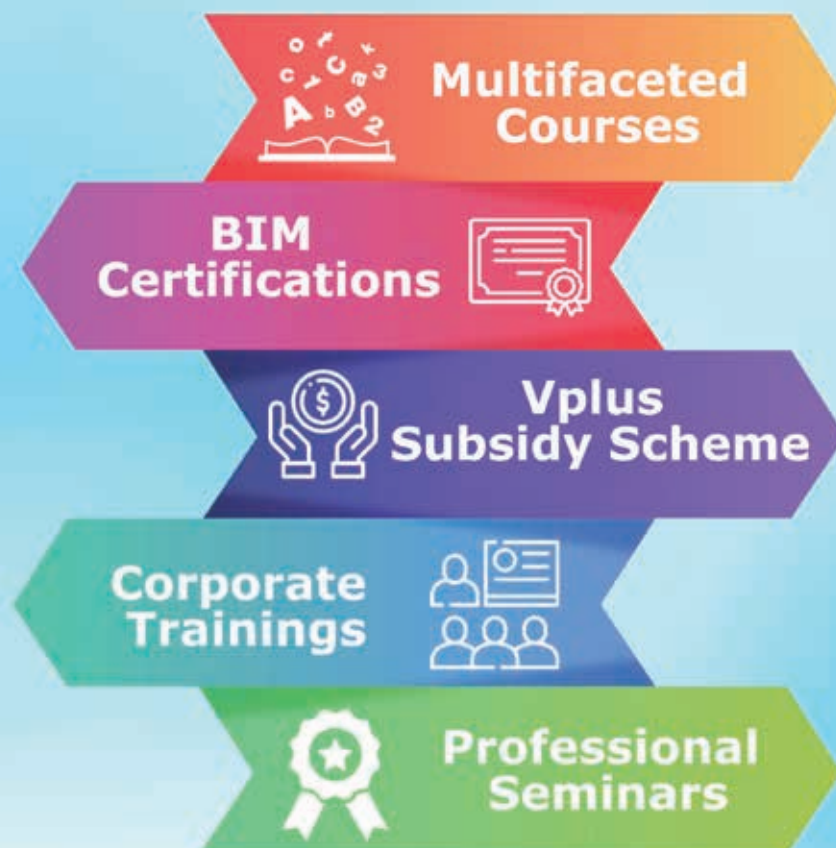 Multifaceted
Courses
BIM
Certifications
Vplus
Subsidy Scheme
Corporate
Trainings
Professional
Seminars